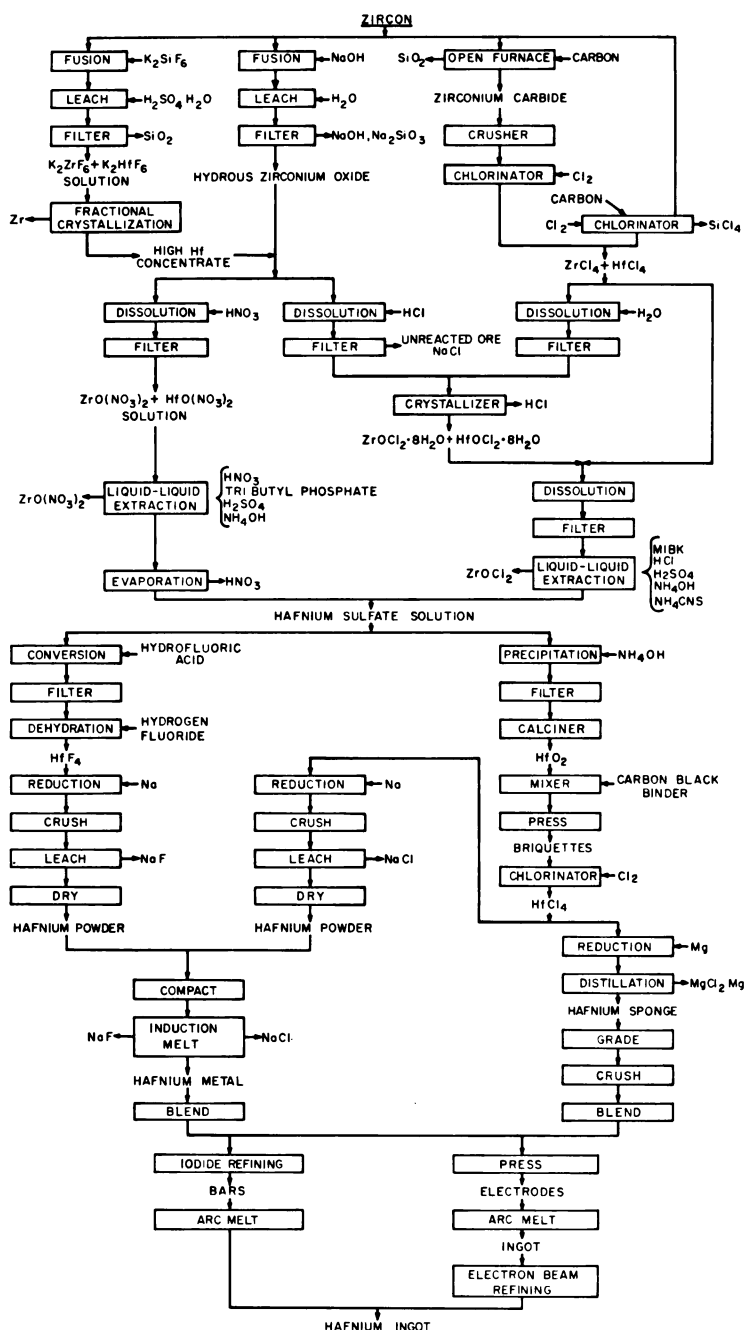 ZIRCON
FUSION
K2SiF6
FUSION
NaOH
SiO2
OPEN FURNACE
CARBON
LEACH
H2SO4 H2O
LEACH
H2O
ZIRCONIUM CARBIDE
FILTER
SiO2
FILTER
NaOH, Na2SiO3
CRUSHER
K2ZrF6+K2HfF6
SOLUTION
HYDROUS ZIRCONIUM OXIDE
CHLORINATOR
Cl2
CARBON
Zr
FRACTIONAL
CRYSTALLIZATION
Cl2
CHLORINATOR
SiCl4
HIGH Hf
CONCENTRATE
ZrCl4+HfCl4
DISSOLUTION
HNO3
DISSOLUTION
HCl
DISSOLUTION
H2O
FILTER
FILTER
UNREACTED ORE
NaCl
FILTER
ZrO(NO3)2+ HfO(NO3)2
SOLUTION
CRYSTALLIZER
HCl
ZrOCl2•8H2O+HfOCl2•8H2O
ZrO(NO3)2
LIQUID-LIQUID
EXTRACTION
HNO3
TRI BUTYL PHOSPHATE
H2SO4
NH4OH
DISSOLUTION
FILTER
ZrOCl2
LIQUID-LIQUID
EXTRACTION
MIBK
HCl
H2SO4
NH4OH
NH4CNS
EVAPORATION
HNO3
HAFNIUM SULFATE SOLUTION
CONVERSION
HYDROFLUORIC
ACID
PRECIPITATION
NH4OH
FILTER
FILTER
DEHYDRATION
HYDROGEN
FLUORIDE
CALCINER
HfF4
HfO2
REDUCTION
Na
REDUCTION
Na
MIXER
CARBON BLACK
BINDER
CRUSH
CRUSH
PRESS
BRIQUETTES
LEACH
NaF
LEACH
NaCl
CHLORINATOR
Cl2
DRY
DRY
HfCl4
HAFNIUM POWDER
HAFNIUM POWDER
REDUCTION
Mg
COMPACT
DISTILLATION
MgCl2 Mg
HAFNIUM SPONGE
NaF
INDUCTION
MELT
NaCl
GRADE
HAFNIUM METAL
CRUSH
BLEND
BLEND
IODIDE REFINING
PRESS
BARS
ELECTRODES
ARC MELT
ARC MELT
INGOT
ELECTRON BEAM
REFINING
HAFNIUM INGOT